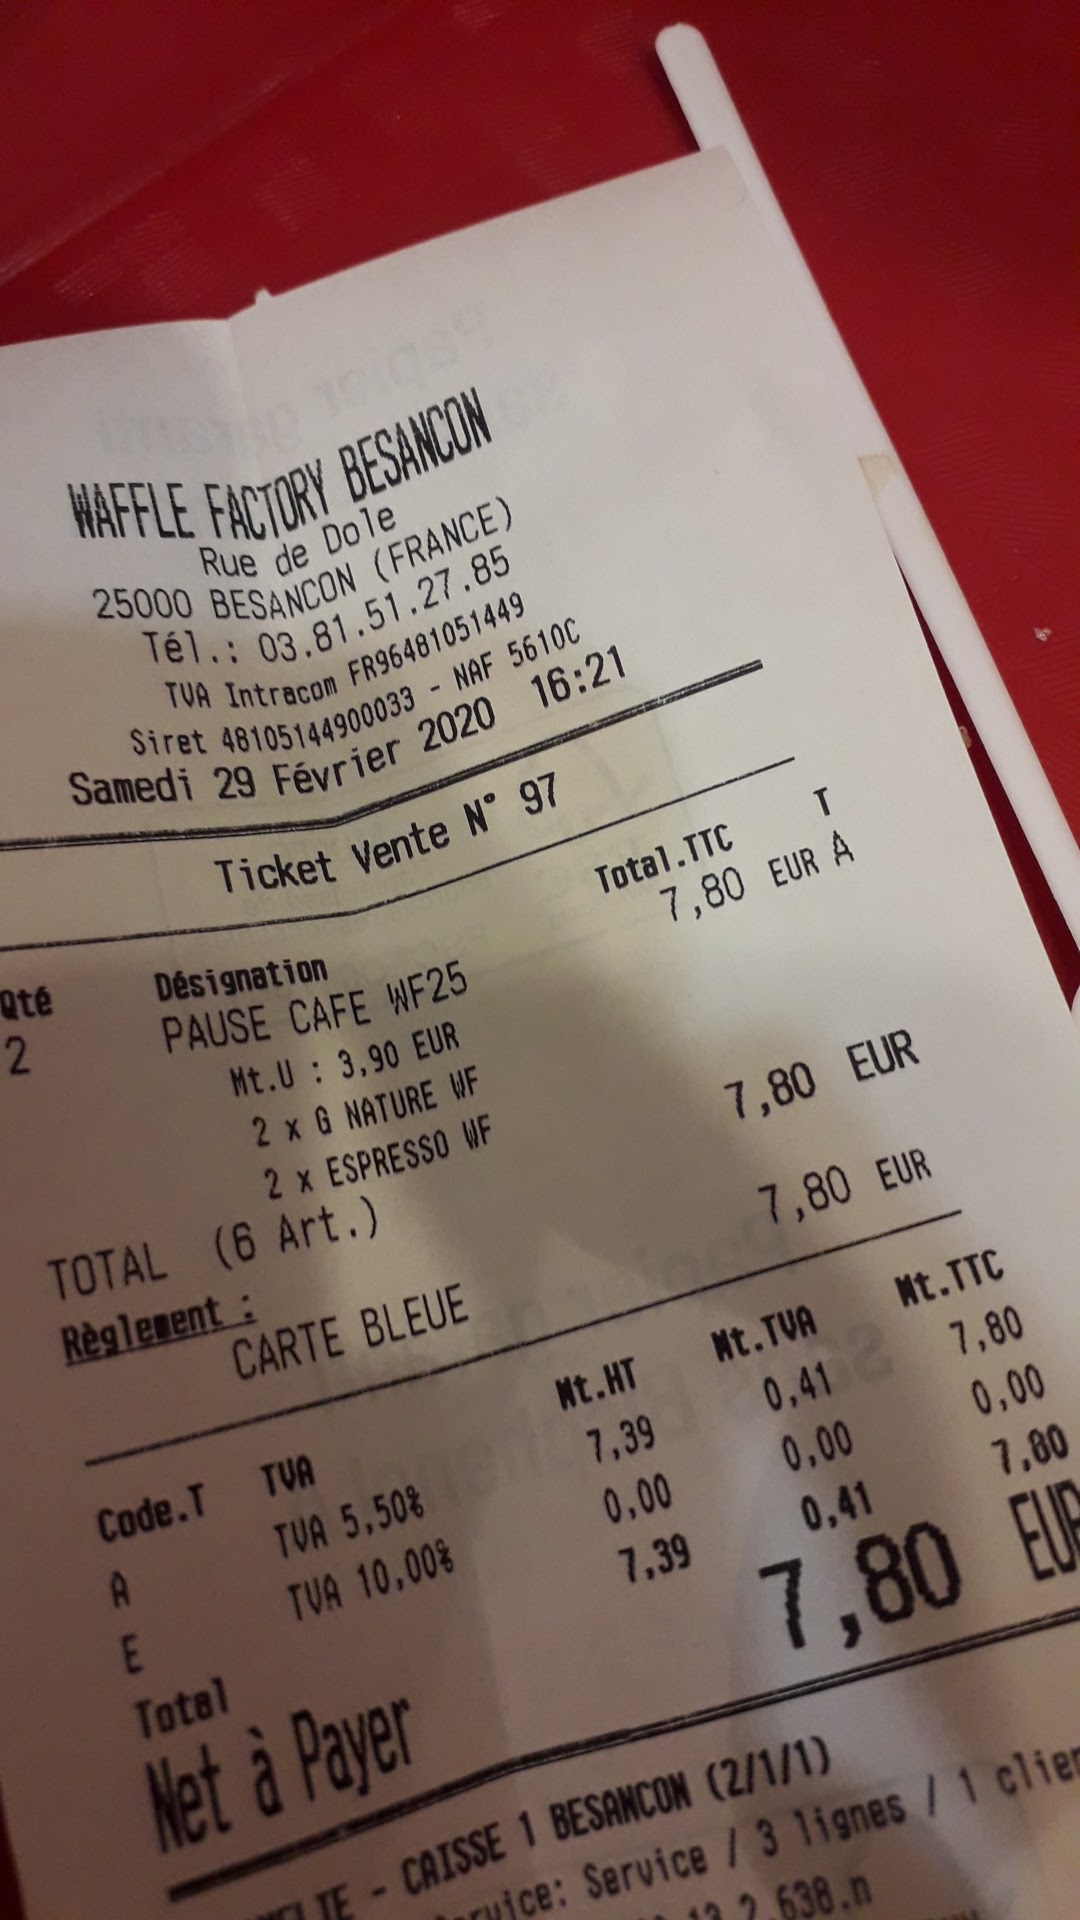 WAFFLE FACTORY BESANCON
Rue de Dole
25000 BESANCON (FRANCE)
Tél.: 03.81.51.27.85
TVA Intracom FR96481051449
Siret 48105144900033 - NAF 5610C
Samedi 29 Février 2020 16:21
Ticket Vente N° 97
Qté Désignation Total.TTC T
2 PAUSE CAFE WF25 7,80 EUR A
Mt.U : 3,90 EUR
2 x G NATURE WF
2 x ESPRESSO WF
TOTAL (6 Art.) 7,80 EUR
Règlement :
CARTE BLEUE 7,80 EUR
Code.T TVA Mt.HT Mt.TVA Mt.TTC
A TVA 5,50% 7,39 0,41 7,80
E TVA 10,00% 0,00 0,00 0,00
Total 7,39 0,41 7,80
Net à Payer 7,80 EUR
- CAISSE 1 BESANCON (2/1/1)
Service / 3 lignes / 1